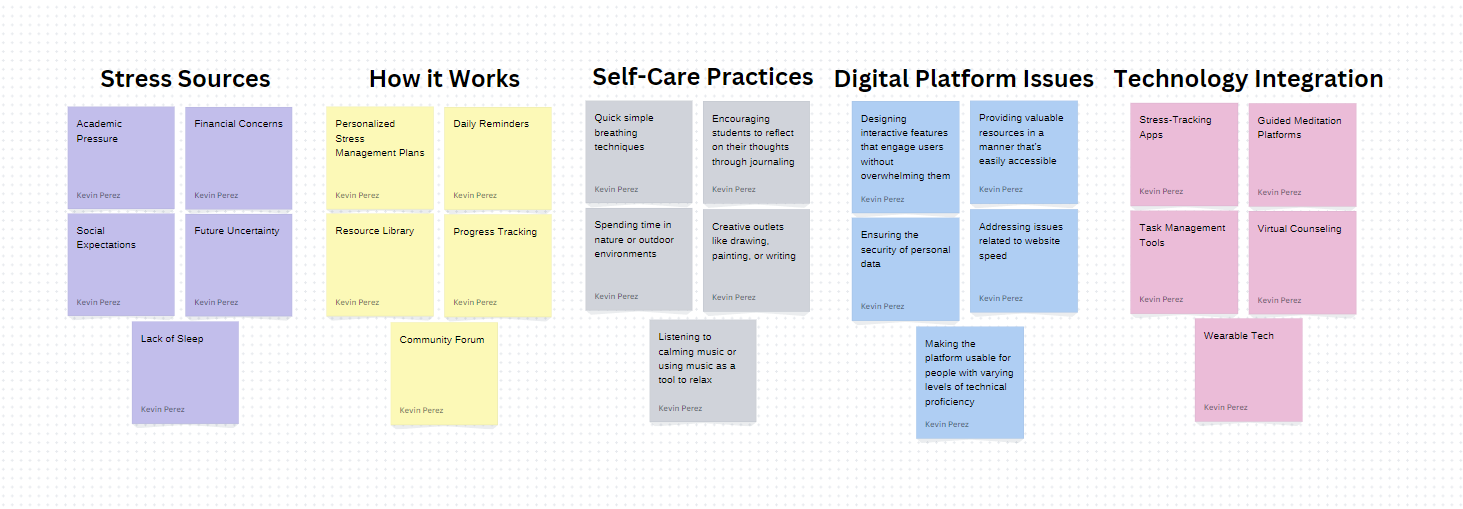 Stress Sources
Academic
Pressure
Kevin Perez
Financial Concerns
Kevin Perez
Social
Expectations
Kevin Perez
Future Uncertainty
Kevin Perez
Lack of Sleep
Kevin Perez
How it Works
Personalized
Stress
Management Plans
Kevin Perez
Daily Reminders
Kevin Perez
Resource Library
Kevin Perez
Progress Tracking
Kevin Perez
Community Forum
Kevin Perez
Self-Care Practices
Quick simple
breathing
techniques
Kevin Perez
Encouraging
students to reflect
on their thoughts
through journaling
Kevin Perez
Spending time in
nature or outdoor
environments
Kevin Perez
Creative outlets
like drawing,
painting, or writing
Kevin Perez
Listening to
calming music or
using music as a
tool to relax
Kevin Perez
Digital Platform Issues
Designing
interactive features
that engage users
without
overwhelming them
Kevin Perez
Providing valuable
resources in a
manner that's
easily accessible
Kevin Perez
Ensuring the
security of personal
data
Kevin Perez
Addressing issues
related to website
speed
Kevin Perez
Making the
platform usable for
people with varying
levels of technical
proficiency
Kevin Perez
Technology Integration
Stress-Tracking
Apps
Kevin Perez
Guided Meditation
Platforms
Kevin Perez
Task Management
Tools
Kevin Perez
Virtual Counseling
Kevin Perez
Wearable Tech
Kevin Perez